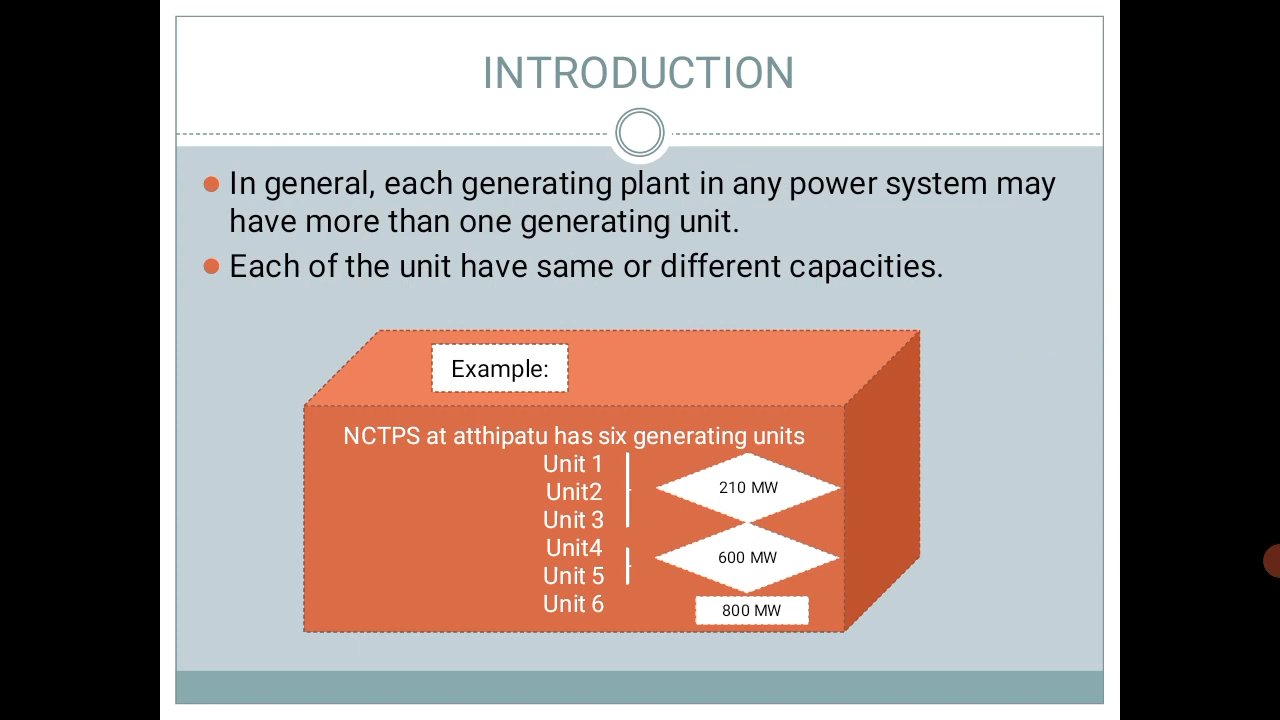 INTRODUCTION
In general, each generating plant in any power system may
have more than one generating unit.
Each of the unit have same or different capacities.
Example:
NCTPS at atthipatu has six generating units
Unit 1
Unit2
Unit 3
210 MW
Unit4
Unit 5
600 MW
Unit 6
800 MW